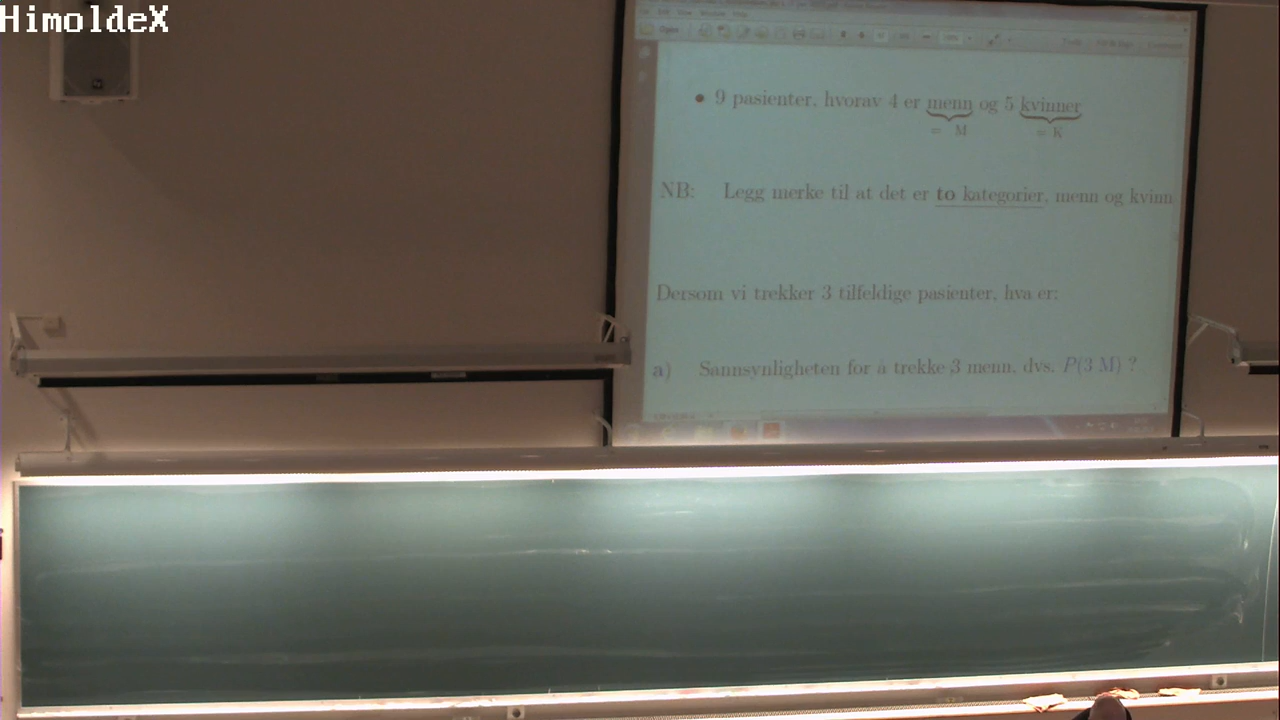 HimoldeX
Open
• 9 pasienter, hvorav 4 er menn og 5 kvinner
= M = K
NB: Legg merke til at det er to kategorier, menn og kvinn
Dersom vi trekker 3 tilfeldige pasienter, hva er:
a) Sannsynligheten for å trekke 3 menn, dvs. P(3 M) ?